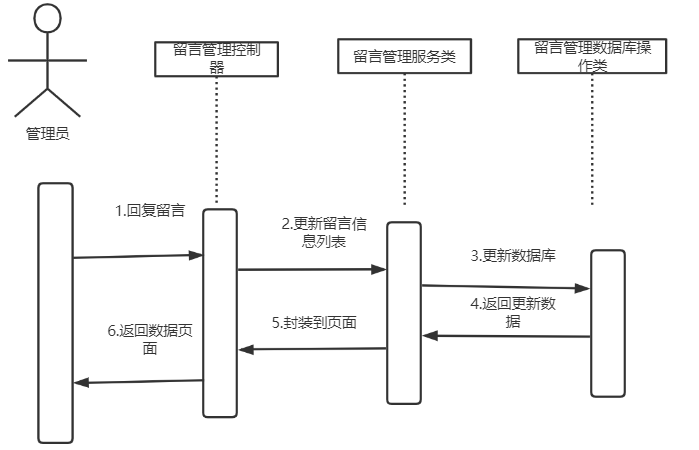 留言管理控制
器
留言管理服务类
留言管理数据库操
作类
管理员
1.回复留言
2.更新留言信
息列表
3.更新数据库
4.返回更新数
据
5.封装到页面
6.返回数据页
面